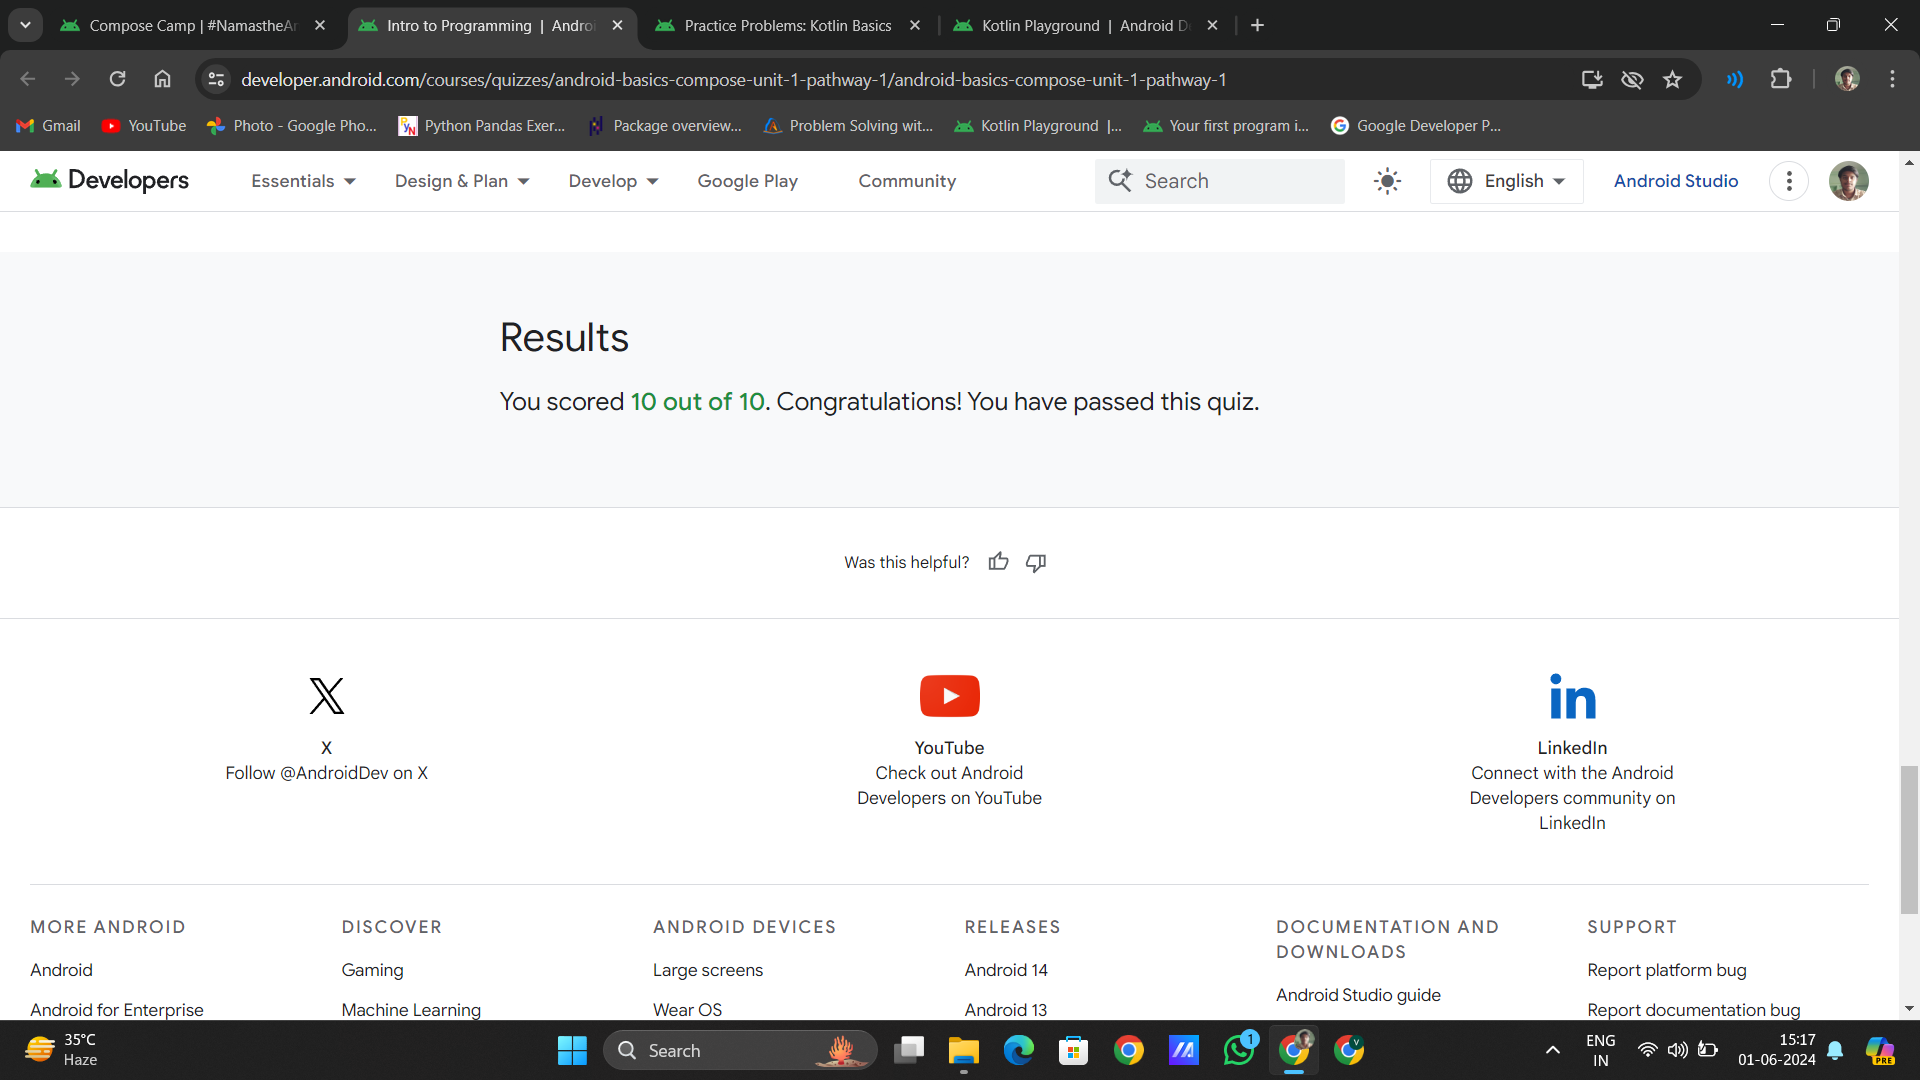 Compose Camp | #NamastheAn
Intro to Programming | Androi
Practice Problems: Kotlin Basics
Kotlin Playground | Android De
developer.android.com/courses/quizzes/android-basics-compose-unit-1-pathway-1/android-basics-compose-unit-1-pathway-1
Gmail
YouTube
Photo - Google Pho...
Python Pandas Exer...
Package overview...
Problem Solving wit...
Kotlin Playground |...
Your first program i...
Google Developer P...
Developers
Essentials
Design & Plan
Develop
Google Play
Community
Search
English
Android Studio
Results
You scored 10 out of 10. Congratulations! You have passed this quiz.
Was this helpful?
X
Follow @AndroidDev on X
YouTube
Check out Android
Developers on YouTube
LinkedIn
Connect with the Android
Developers community on
LinkedIn
MORE ANDROID
Android
Android for Enterprise
DISCOVER
Gaming
Machine Learning
ANDROID DEVICES
Large screens
Wear OS
RELEASES
Android 14
Android 13
DOCUMENTATION AND
DOWNLOADS
Android Studio guide
SUPPORT
Report platform bug
Report documentation bug
35°C
Haze
Search
1
V
ENG
IN
15:17
01-06-2024
PRE